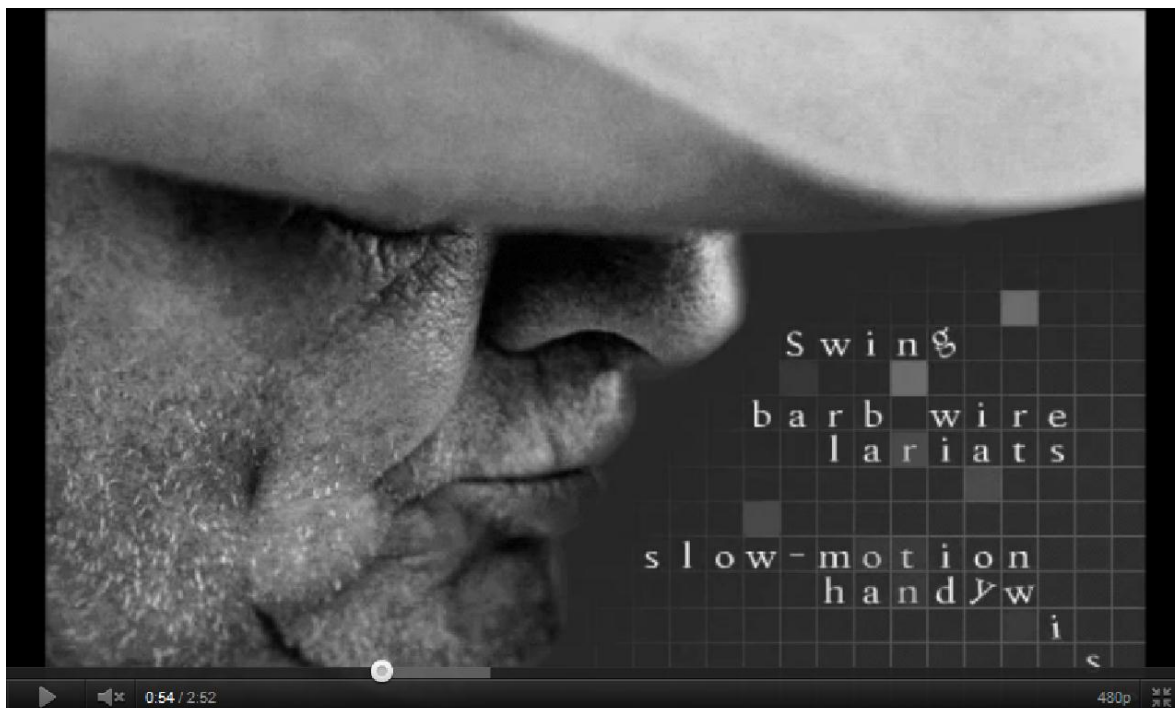 Swing
barb wire
lariats
slow-motion
handyw
i
s
0:54 / 2:52
480p